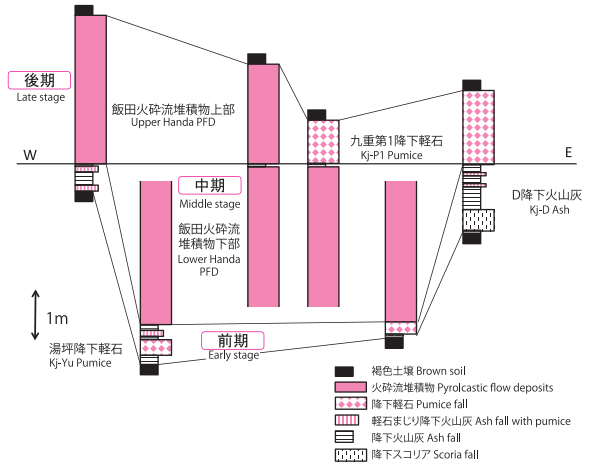 後期
Late stage
飯田火砕流堆積物上部
Upper Handa PFD
九重第1降下軽石
Kj-P1 Pumice
W
E
中期
Middle stage
D降下火山灰
Kj-D Ash
飯田火砕流
堆積物下部
Lower Handa
PFD
1m
前期
Early stage
湯坪降下軽石
Kj-Yu Pumice
褐色土壌 Brown soil
火砕流堆積物 Pyrolcastic flow deposits
降下軽石 Pumice fall
軽石まじり降下火山灰 Ash fall with pumice
降下火山灰 Ash fall
降下スコリア Scoria fall